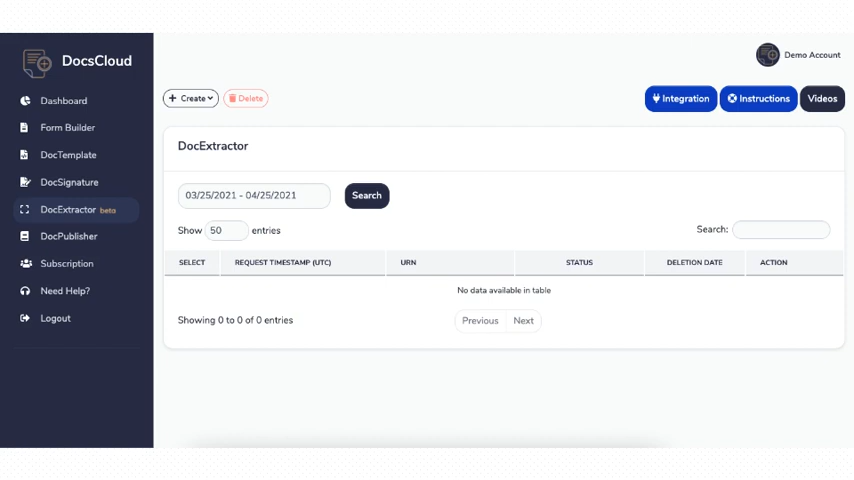 DocsCloud
Demo Account
Dashboard
Form Builder
DocTemplate
DocSignature
DocExtractor beta
DocPublisher
Subscription
Need Help?
Logout
Create
Delete
Integration
Instructions
Videos
DocExtractor
03/25/2021 - 04/25/2021
Search
Show 50 entries
Search:
SELECT REQUEST TIMESTAMP (UTC) URN STATUS DELETION DATE ACTION
No data available in table
Showing 0 to 0 of 0 entries
Previous Next